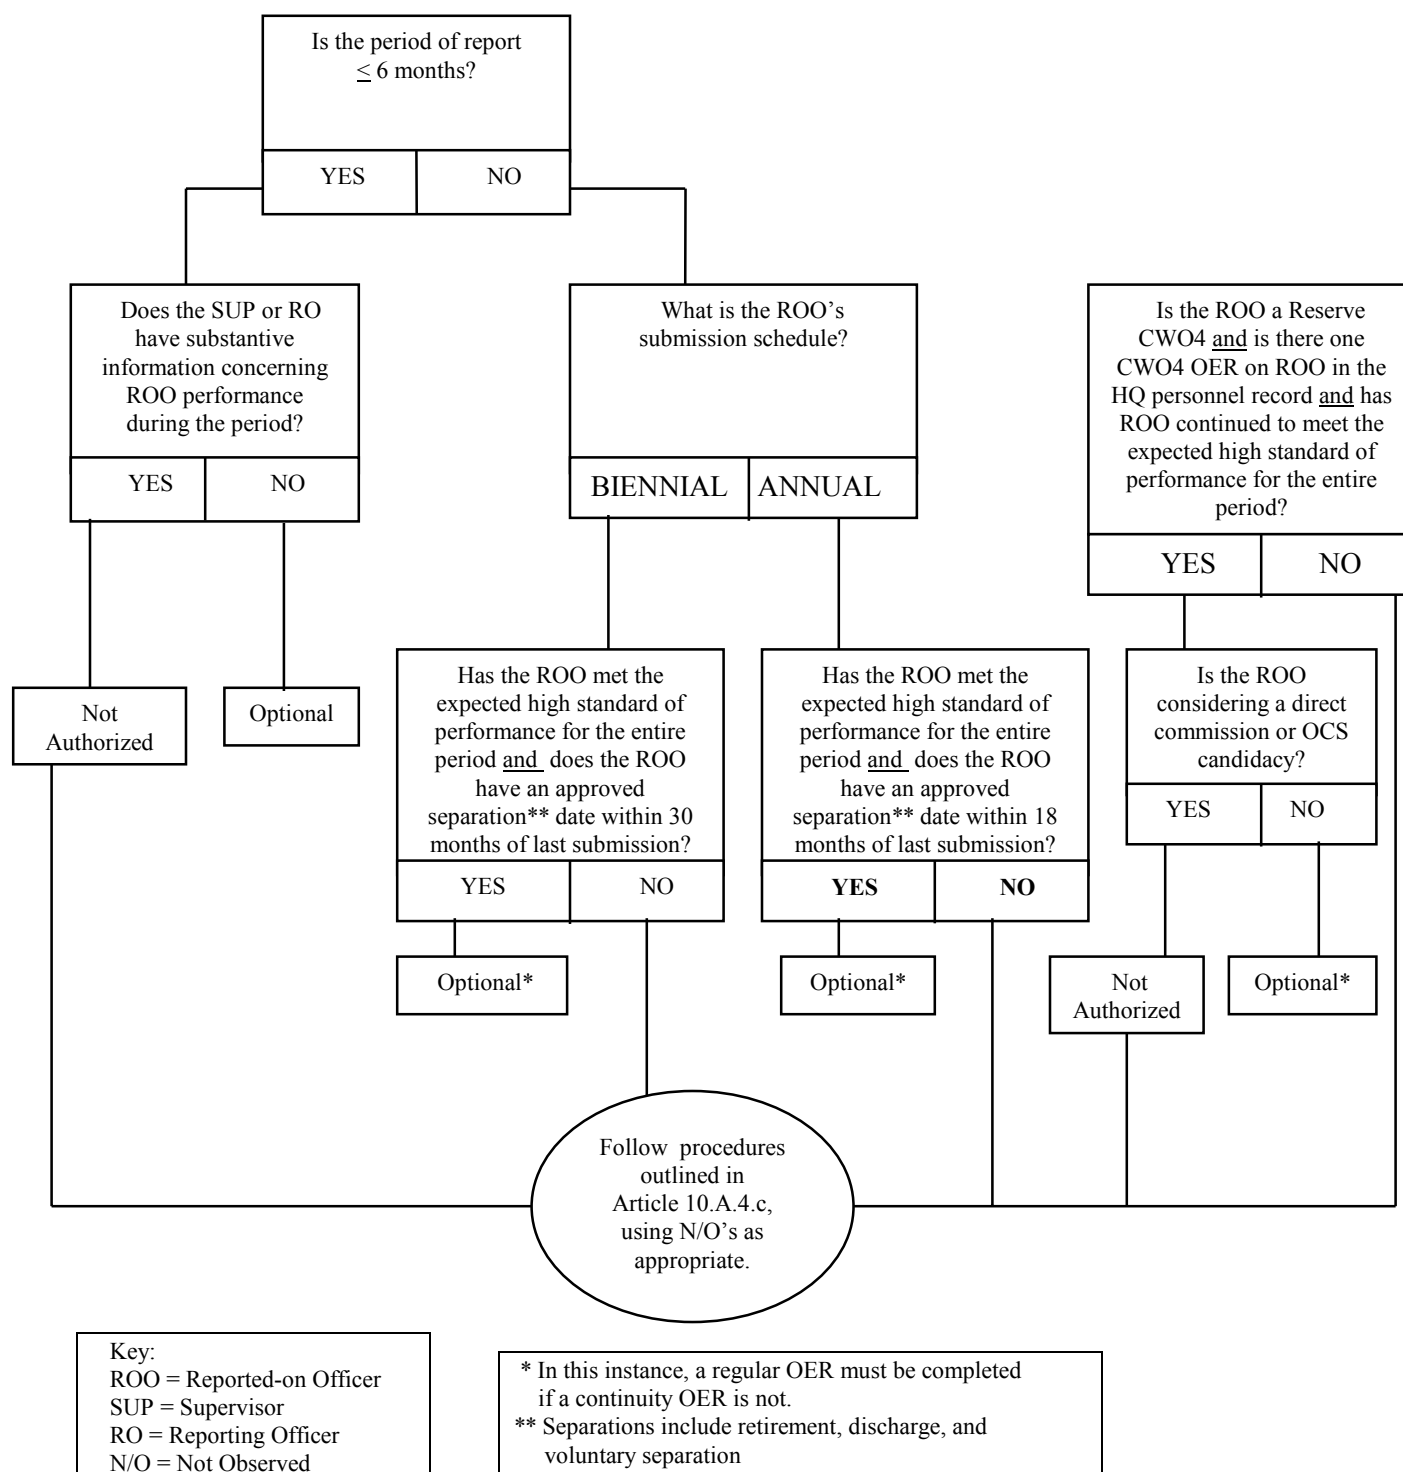 Is the period of report
≤ 6 months?
YES
NO
Does the SUP or RO
have substantive
information concerning
ROO performance
during the period?
YES
NO
What is the ROO's
submission schedule?
BIENNIAL
ANNUAL
Is the ROO a Reserve
CWO4 and is there one
CWO4 OER on ROO in the
HQ personnel record and has
ROO continued to meet the
expected high standard of
performance for the entire
period?
YES
NO
Not
Authorized
Optional
Has the ROO met the
expected high standard of
performance for the entire
period and does the ROO
have an approved
separation** date within 30
months of last submission?
YES
NO
Has the ROO met the
expected high standard of
performance for the entire
period and does the ROO
have an approved
separation** date within 18
months of last submission?
YES
NO
Is the ROO
considering a direct
commission or OCS
candidacy?
YES
NO
Optional*
Optional*
Not
Authorized
Optional*
Follow procedures
outlined in
Article 10.A.4.c,
using N/O's as
appropriate.
Key:
ROO = Reported-on Officer
SUP = Supervisor
RO = Reporting Officer
N/O = Not Observed
* In this instance, a regular OER must be completed
if a continuity OER is not.
** Separations include retirement, discharge, and
voluntary separation